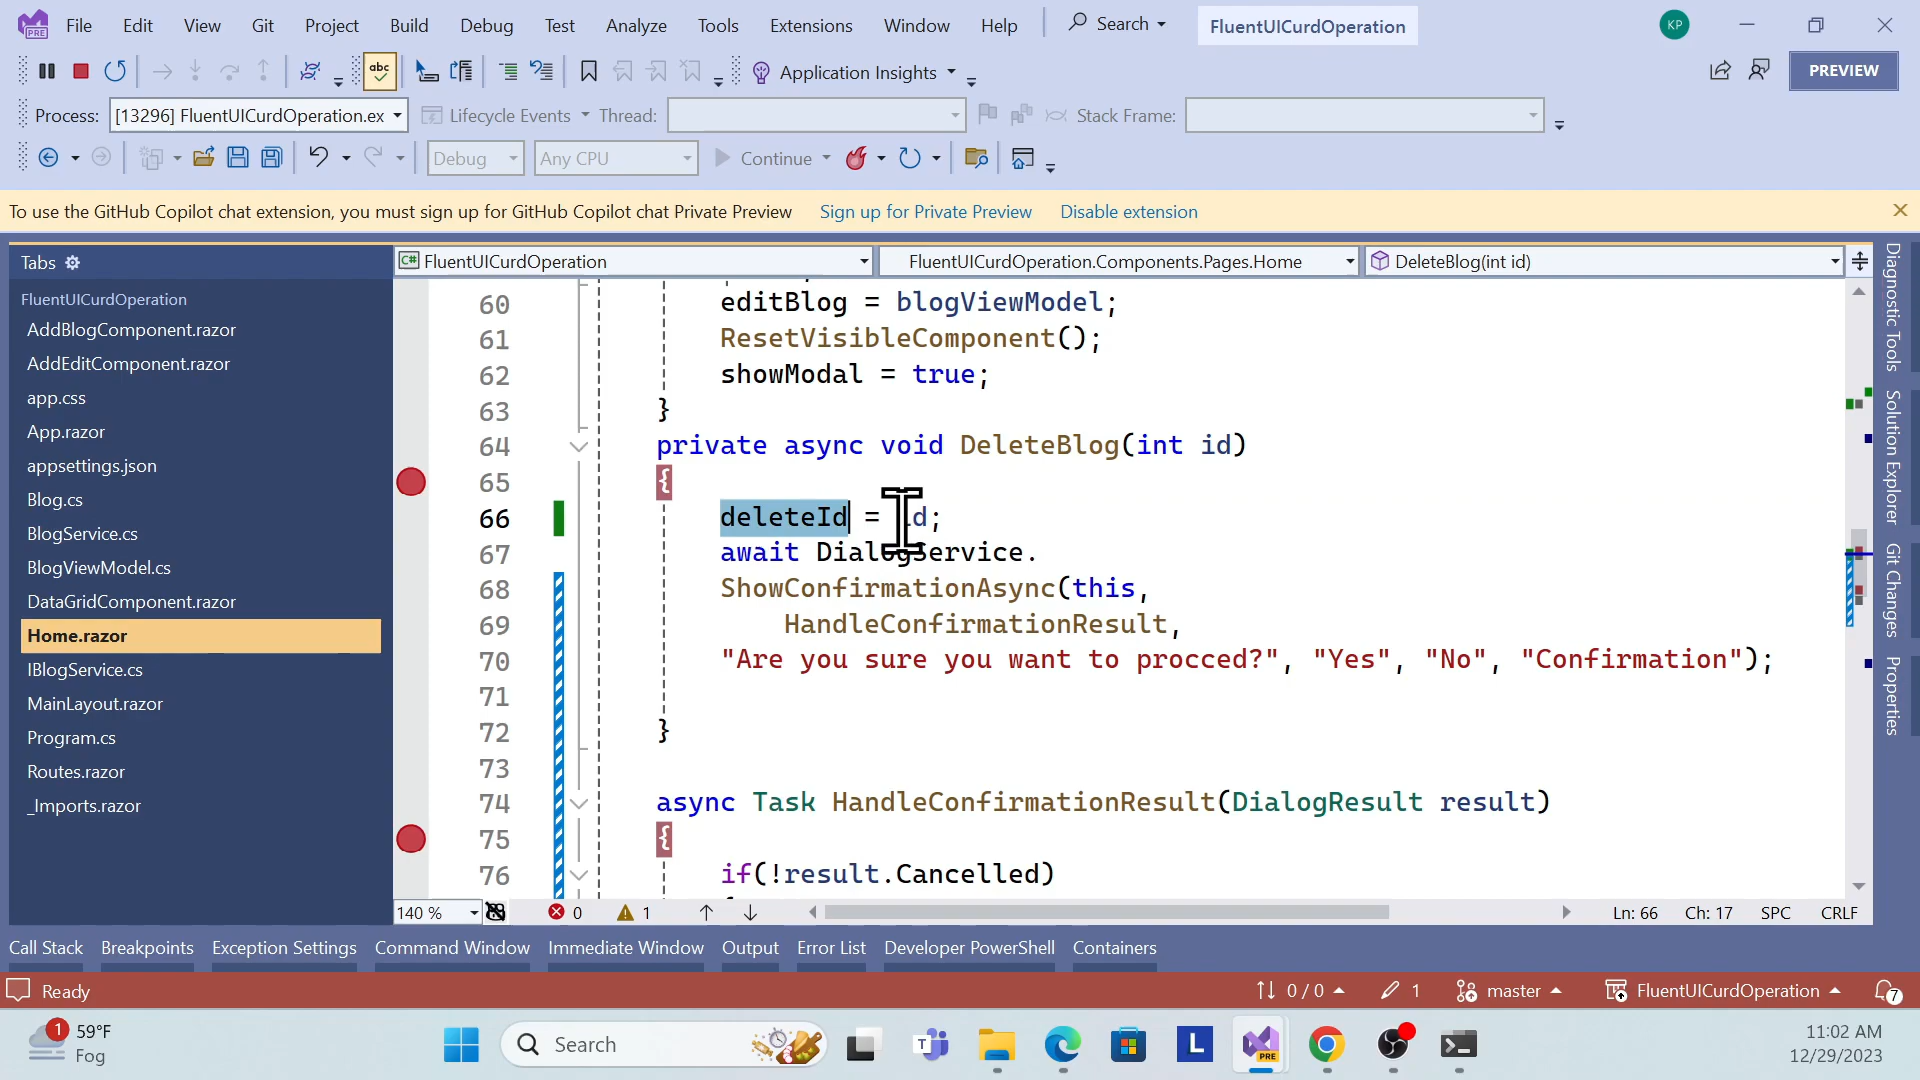 File Edit View Git Project Build Debug Test Analyze Tools Extensions Window Help Search FluentUICurdOperation KP
PRE
abc Application Insights PREVIEW
Process: [13296] FluentUICurdOperation.ex Lifecycle Events Thread: Stack Frame:
Debug Any CPU Continue
To use the GitHub Copilot chat extension, you must sign up for GitHub Copilot chat Private Preview Sign up for Private Preview Disable extension
Tabs
FluentUICurdOperation
AddBlogComponent.razor
AddEditComponent.razor
app.css
App.razor
appsettings.json
Blog.cs
BlogService.cs
BlogViewModel.cs
DataGridComponent.razor
Home.razor
IBlogService.cs
MainLayout.razor
Program.cs
Routes.razor
_Imports.razor
C# FluentUICurdOperation FluentUICurdOperation.Components.Pages.Home DeleteBlog(int id)
60 editBlog = blogViewModel;
61 ResetVisibleComponent();
62 showModal = true;
63 }
64 private async void DeleteBlog(int id)
65 {
66 deleteId = id;
67 await DialogService.
68 ShowConfirmationAsync(this,
69 HandleConfirmationResult,
70 "Are you sure you want to procced?", "Yes", "No", "Confirmation");
71
72 }
73
74 async Task HandleConfirmationResult(DialogResult result)
75 {
76 if(!result.Cancelled)
Diagnostic Tools
Solution Explorer
Git Changes
Properties
140 % 0 1 Ln: 66 Ch: 17 SPC CRLF
Call Stack Breakpoints Exception Settings Command Window Immediate Window Output Error List Developer PowerShell Containers
Ready 0 / 0 1 master FluentUICurdOperation 7
1 59°F
Fog
Search
L
PRE
11:02 AM
12/29/2023